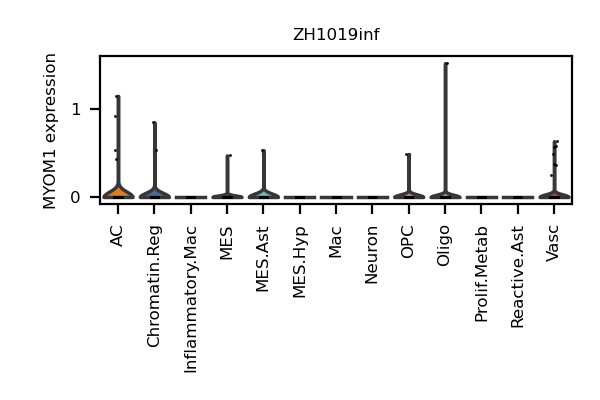 ZH1019inf
MYOM1 expression
1
0
AC
Chromatin.Reg
Inflammatory.Mac
MES
MES.Ast
MES.Hyp
Mac
Neuron
OPC
Oligo
Prolif.Metab
Reactive.Ast
Vasc